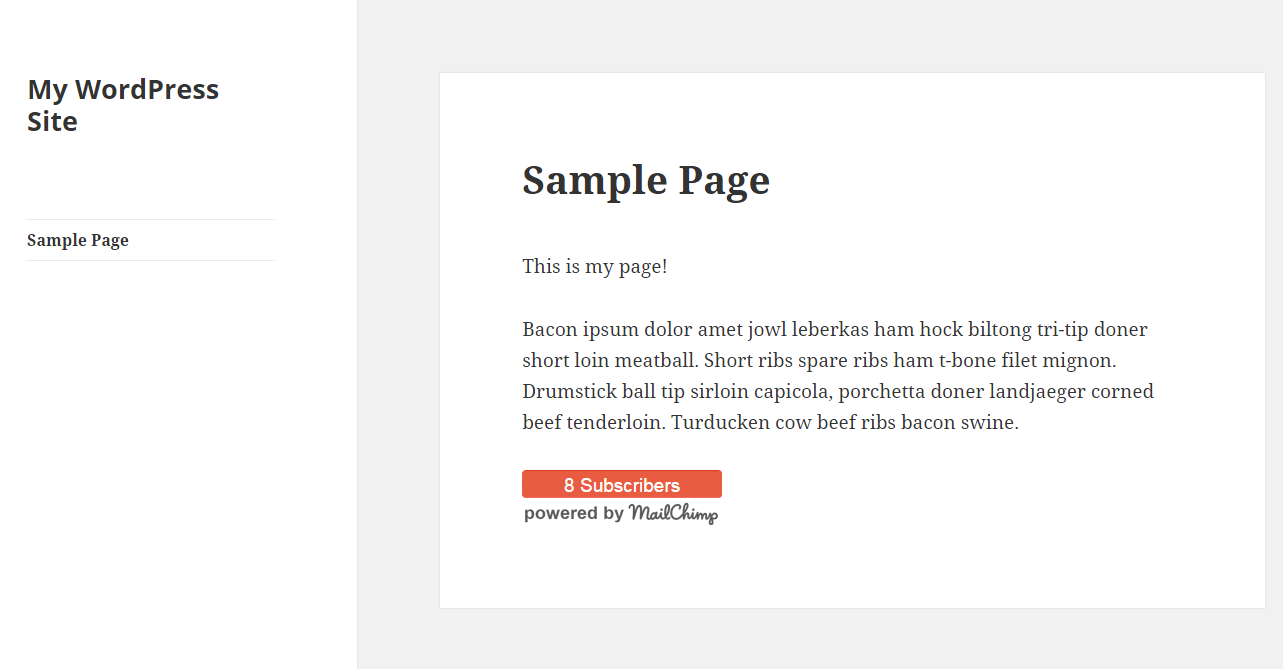 My WordPress
Site
Sample Page
Sample Page
This is my page!
Bacon ipsum dolor amet jowl leberkas ham hock biltong tri-tip doner
short loin meatball. Short ribs spare ribs ham t-bone filet mignon.
Drumstick ball tip sirloin capicola, porchetta doner landjaeger corned
beef tenderloin. Turducken cow beef ribs bacon swine.
8 Subscribers
powered by MailChimp